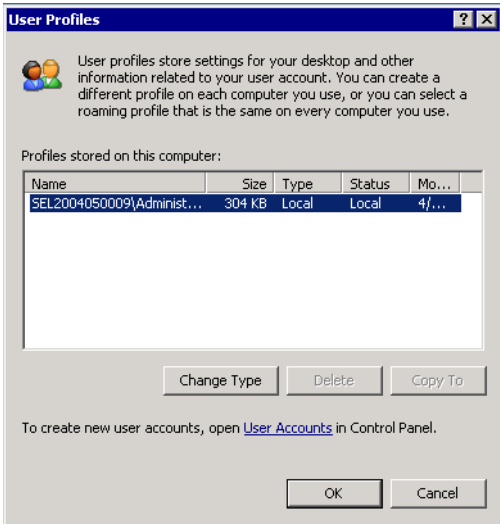 User Profiles
User profiles store settings for your desktop and other
information related to your user account. You can create a
different profile on each computer you use, or you can select a
roaming profile that is the same on every computer you use.
Profiles stored on this computer:
Name Size Type Status Mo...
SEL2004050009\Administ... 304 KB Local Local 4/...
Change Type Delete Copy To
To create new user accounts, open User Accounts in Control Panel.
OK Cancel